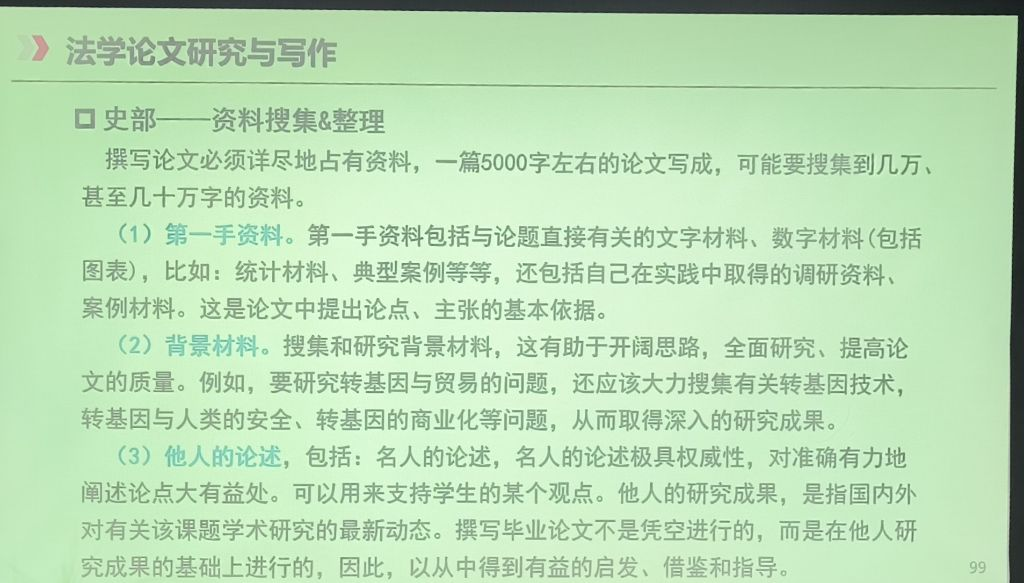 法学论文研究与写作
史部——资料搜集&整理
撰写论文必须详尽地占有资料，一篇5000字左右的论文写成，可能要搜集到几万、
甚至几十万字的资料。
（1）第一手资料。第一手资料包括与论题直接有关的文字材料、数字材料(包括
图表)，比如：统计材料、典型案例等等，还包括自己在实践中取得的调研资料、
案例材料。这是论文中提出论点、主张的基本依据。
（2）背景材料。搜集和研究背景材料，这有助于开阔思路，全面研究、提高论
文的质量。例如，要研究转基因与贸易的问题，还应该大力搜集有关转基因技术，
转基因与人类的安全、转基因的商业化等问题，从而取得深入的研究成果。
（3）他人的论述，包括：名人的论述，名人的论述极具权威性，对准确有力地
阐述论点大有益处。可以用来支持学生的某个观点。他人的研究成果，是指国内外
对有关该课题学术研究的最新动态。撰写毕业论文不是凭空进行的，而是在他人研
究成果的基础上进行的，因此，以从中得到有益的启发、借鉴和指导。
99